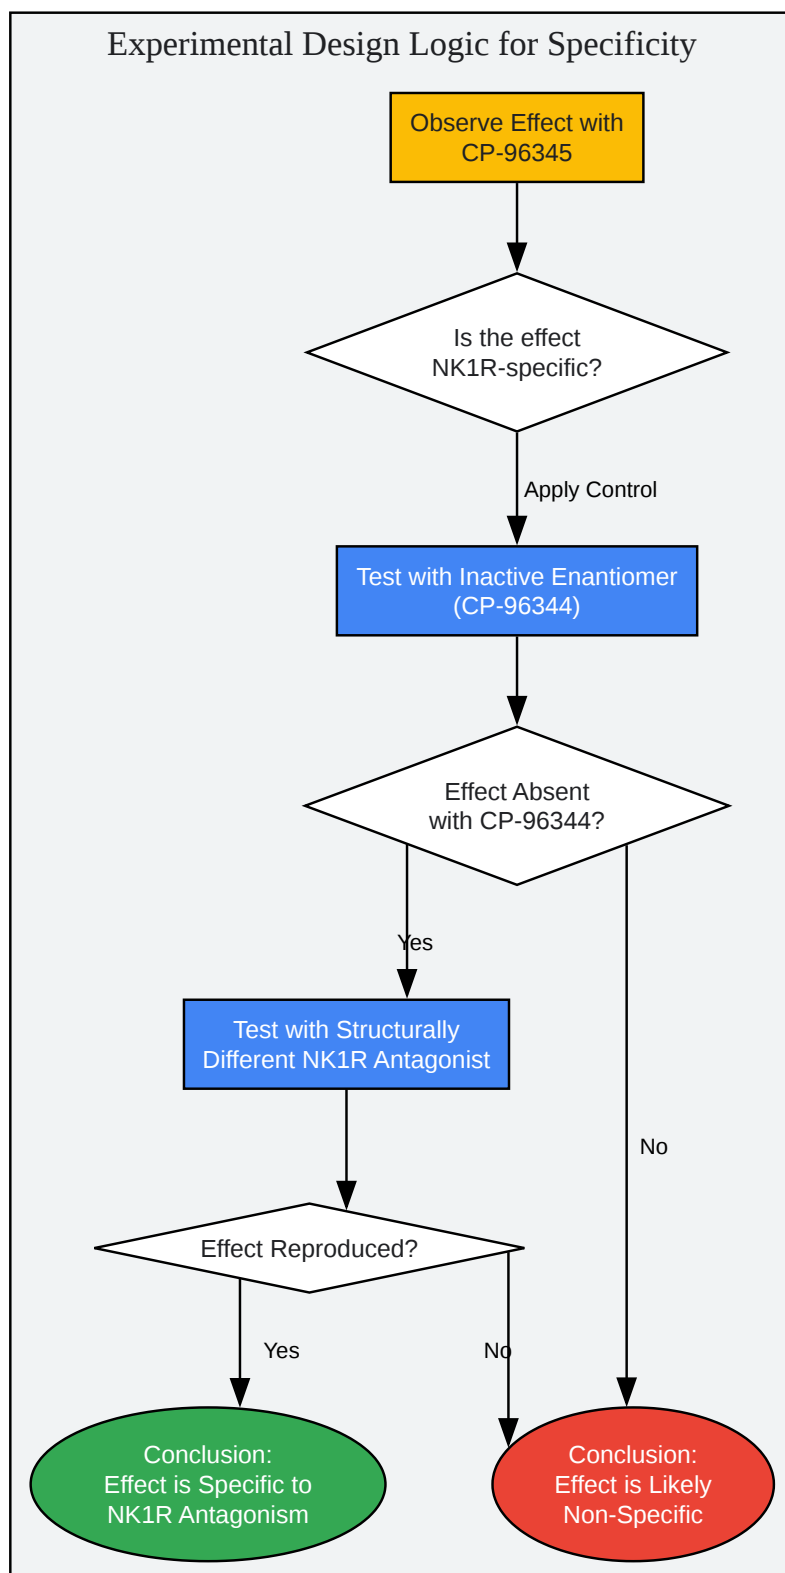 Experimental Design Logic for Specificity
Observe Effect with
CP-96345
Is the effect
NK1R-specific?
Apply Control
Test with Inactive Enantiomer
(CP-96344)
Effect Absent
with CP-96344?
Yes
Test with Structurally
Different NK1R Antagonist
No
Effect Reproduced?
Yes
No
Conclusion:
Effect is Specific to
NK1R Antagonism
Conclusion:
Effect is Likely
Non-Specific